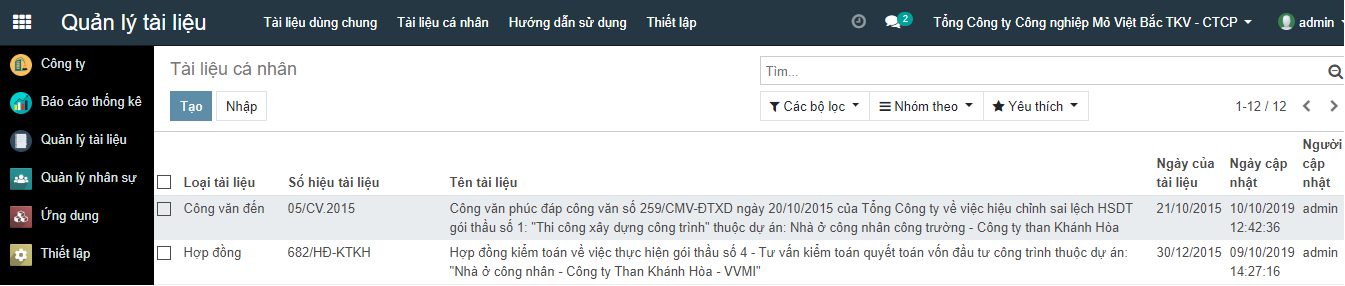 Quản lý tài liệu
Tài liệu dùng chung Tài liệu cá nhân Hướng dẫn sử dụng Thiết lập
2 Tổng Công ty Công nghiệp Mỏ Việt Bắc TKV - CTCP admin
Công ty
Báo cáo thống kê
Quản lý tài liệu
Quản lý nhân sự
Ứng dụng
Thiết lập
Tài liệu cá nhân
Tìm...
Tạo Nhập
Các bộ lọc Nhóm theo Yêu thích
1-12 / 12
Loại tài liệu Số hiệu tài liệu Tên tài liệu Ngày của tài liệu Ngày cập nhật Người cập nhật
Công văn đến 05/CV.2015 Công văn phúc đáp công văn số 259/CMV-ĐTXD ngày 20/10/2015 của Tổng Công ty về việc hiệu chỉnh sai lệch HSDT 21/10/2015 10/10/2019 admin
gói thầu số 1: "Thi công xây dựng công trình" thuộc dự án: Nhà ở công nhân công trường - Công ty than Khánh Hòa 12:42:36
Hợp đồng 682/HĐ-KTKH Hợp đồng kiểm toán về việc thực hiện gói thầu số 4 - Tư vấn kiểm toán quyết toán vốn đầu tư công trình thuộc dự án: 30/12/2015 09/10/2019 admin
"Nhà ở công nhân - Công ty Than Khánh Hòa - VVMI" 14:27:16